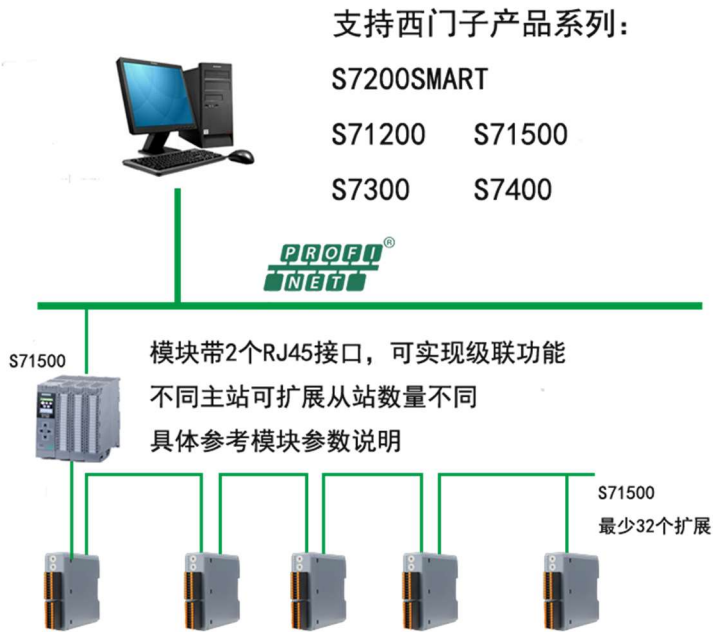 支持西门子产品系列：
S7200SMART
S71200 S71500
S7300 S7400
PROFI®
NET
S71500
模块带2个RJ45接口，可实现级联功能
不同主站可扩展从站数量不同
具体参考模块参数说明
S71500
最少32个扩展